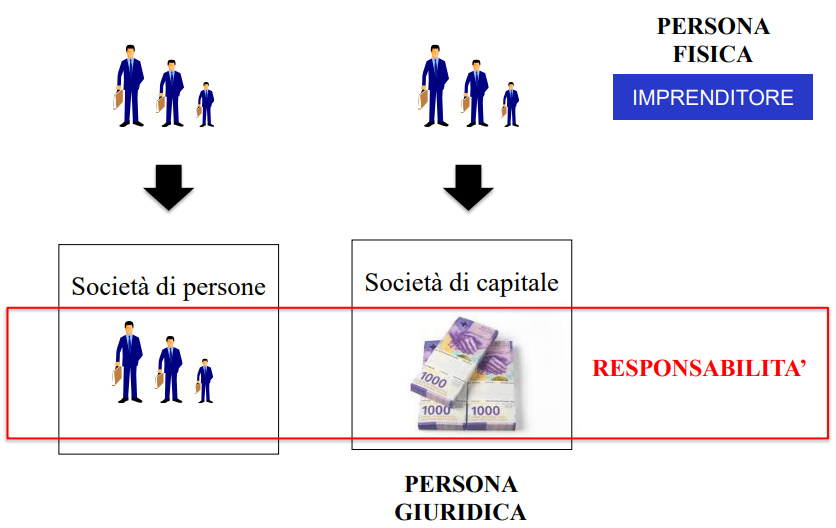 PERSONA
FISICA
IMPRENDITORE
Società di persone
Società di capitale
1000
1000
1000
RESPONSABILITA’
PERSONA
GIURIDICA